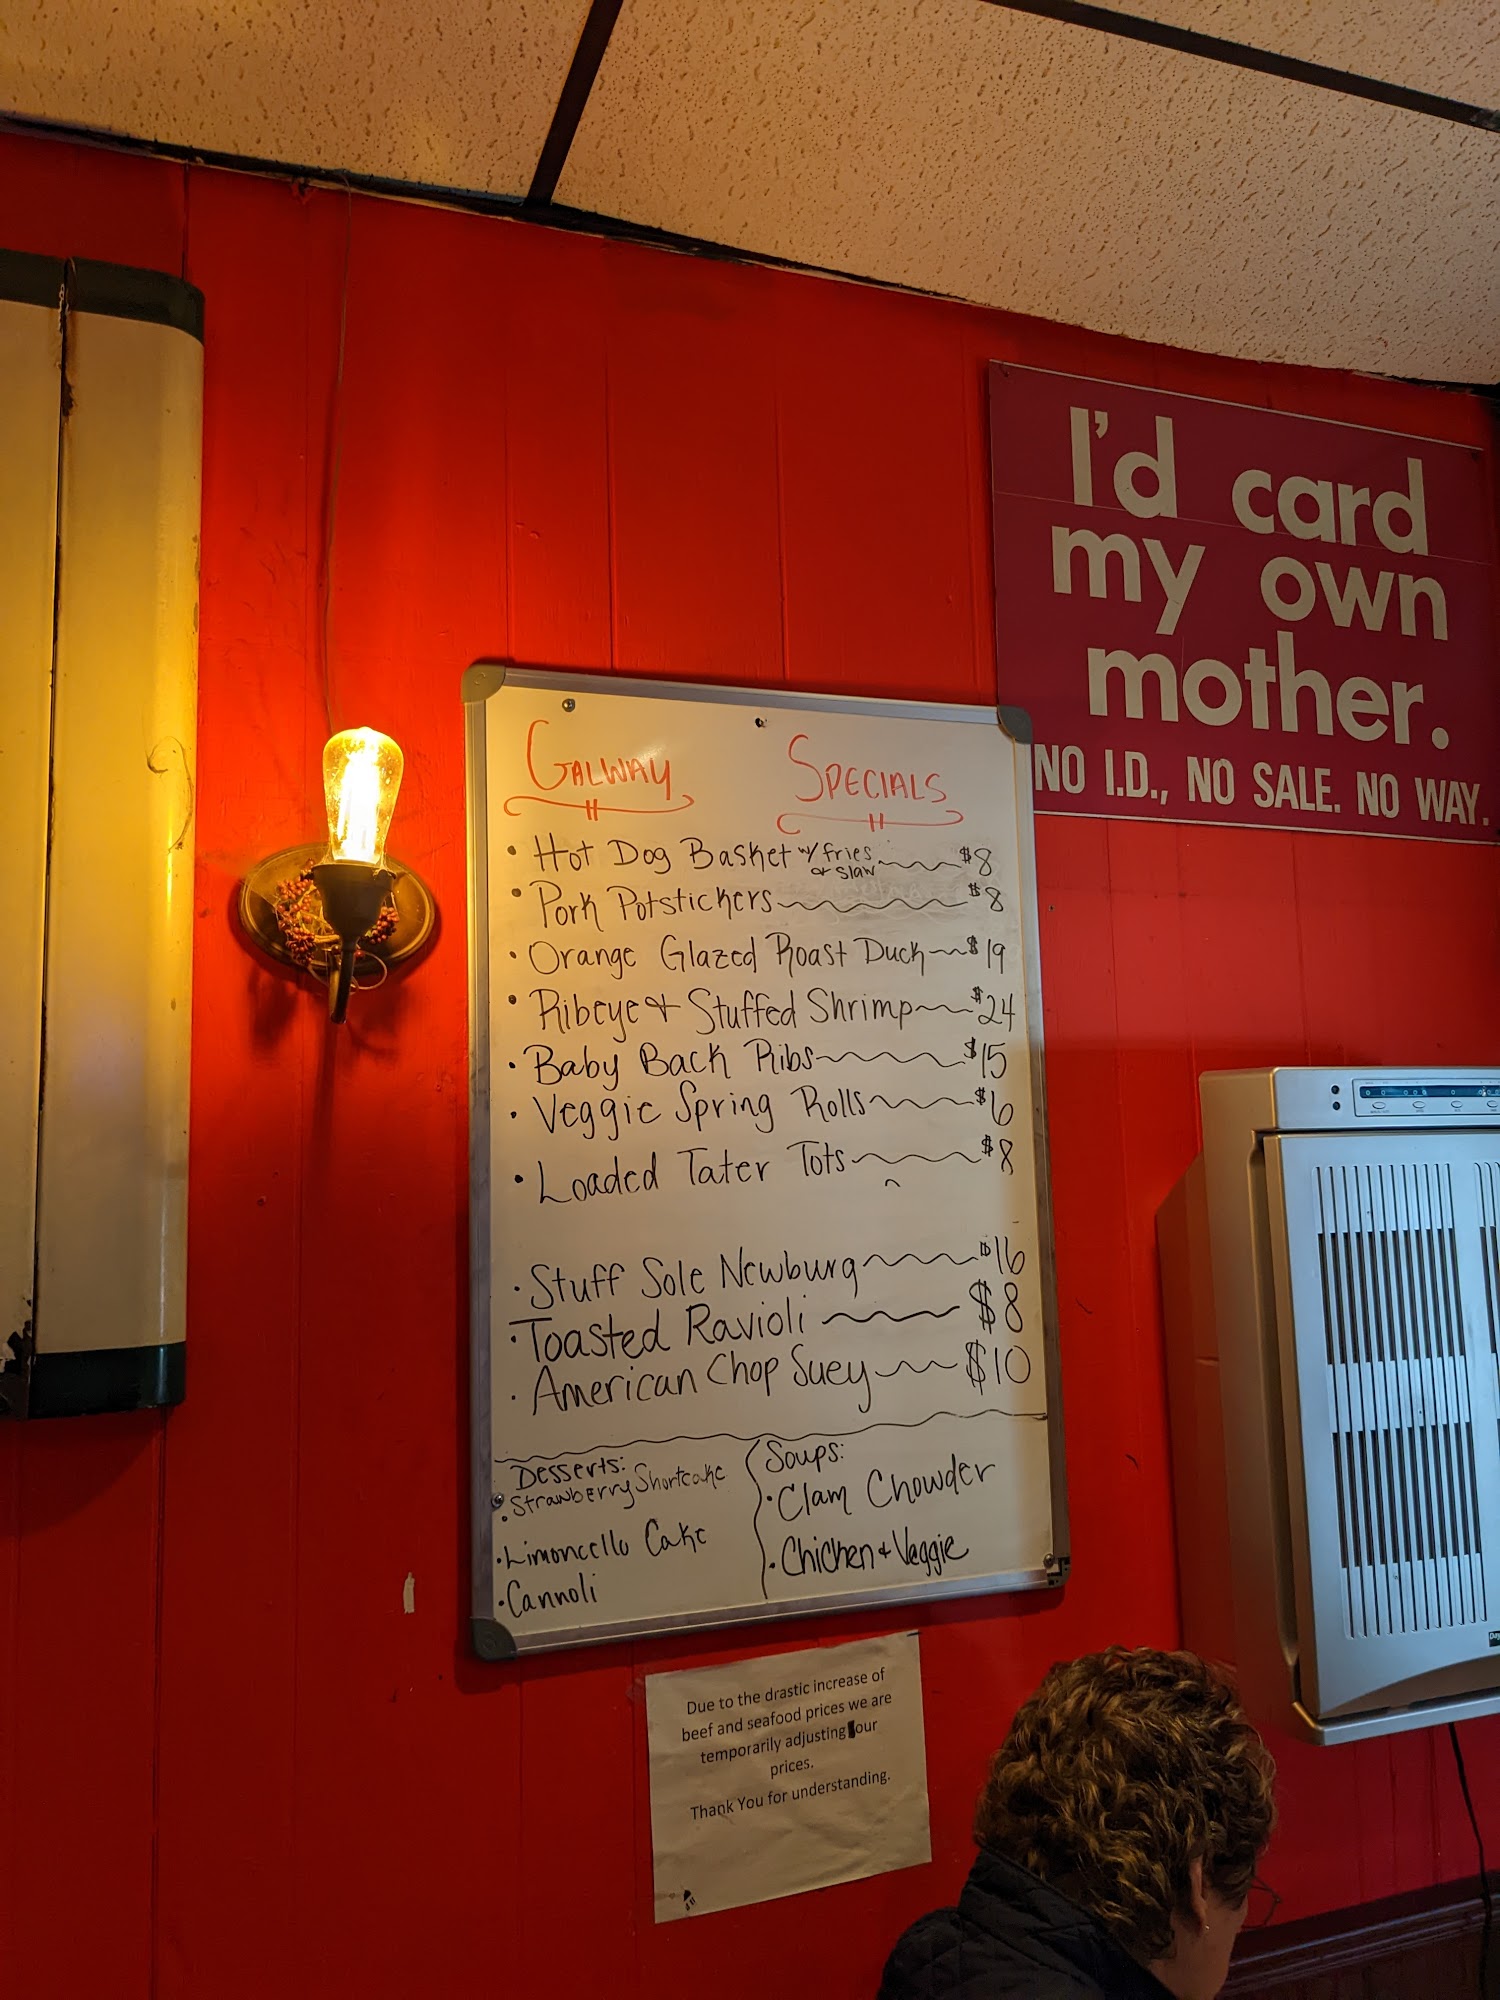 I'd card
my own
mother.
NO I.D., NO SALE. NO WAY.
GALWAY SPECIALS
• Hot Dog Basket w/ fries or slaw $8
• Pork Potstickers $8
• Orange Glazed Roast Duck $19
• Ribeye + Stuffed Shrimp $24
• Baby Back Ribs $15
• Veggie Spring Rolls $6
• Loaded Tater Tots $8
• Stuff Sole Newburg $16
• Toasted Ravioli $8
• American Chop Suey $10
Desserts:
• Strawberry Shortcake
• Limoncello Cake
• Cannoli
Soups:
• Clam Chowder
• Chicken + Veggie
Due to the drastic increase of
beef and seafood prices we are
temporarily adjusting our
prices.
Thank You for understanding.